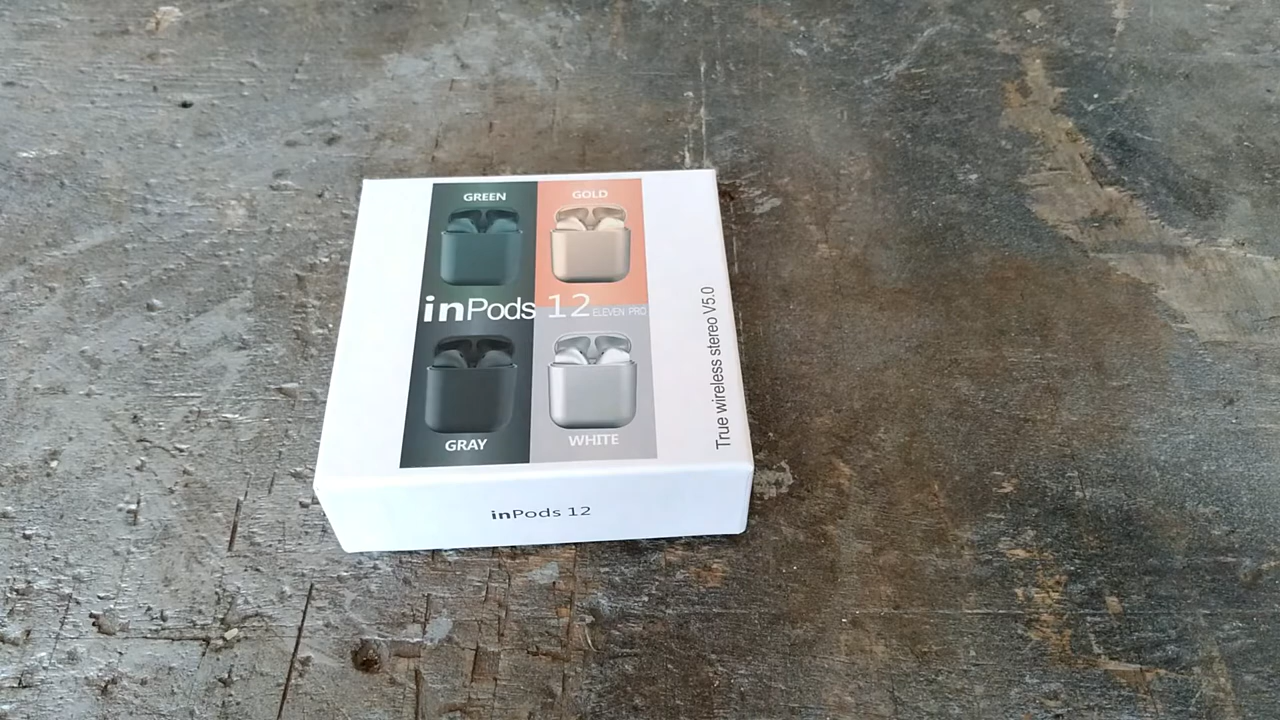 GREEN GOLD
inPods 12 ELEVEN PRO
GRAY WHITE
True wireless stereo V5.0
inPods 12